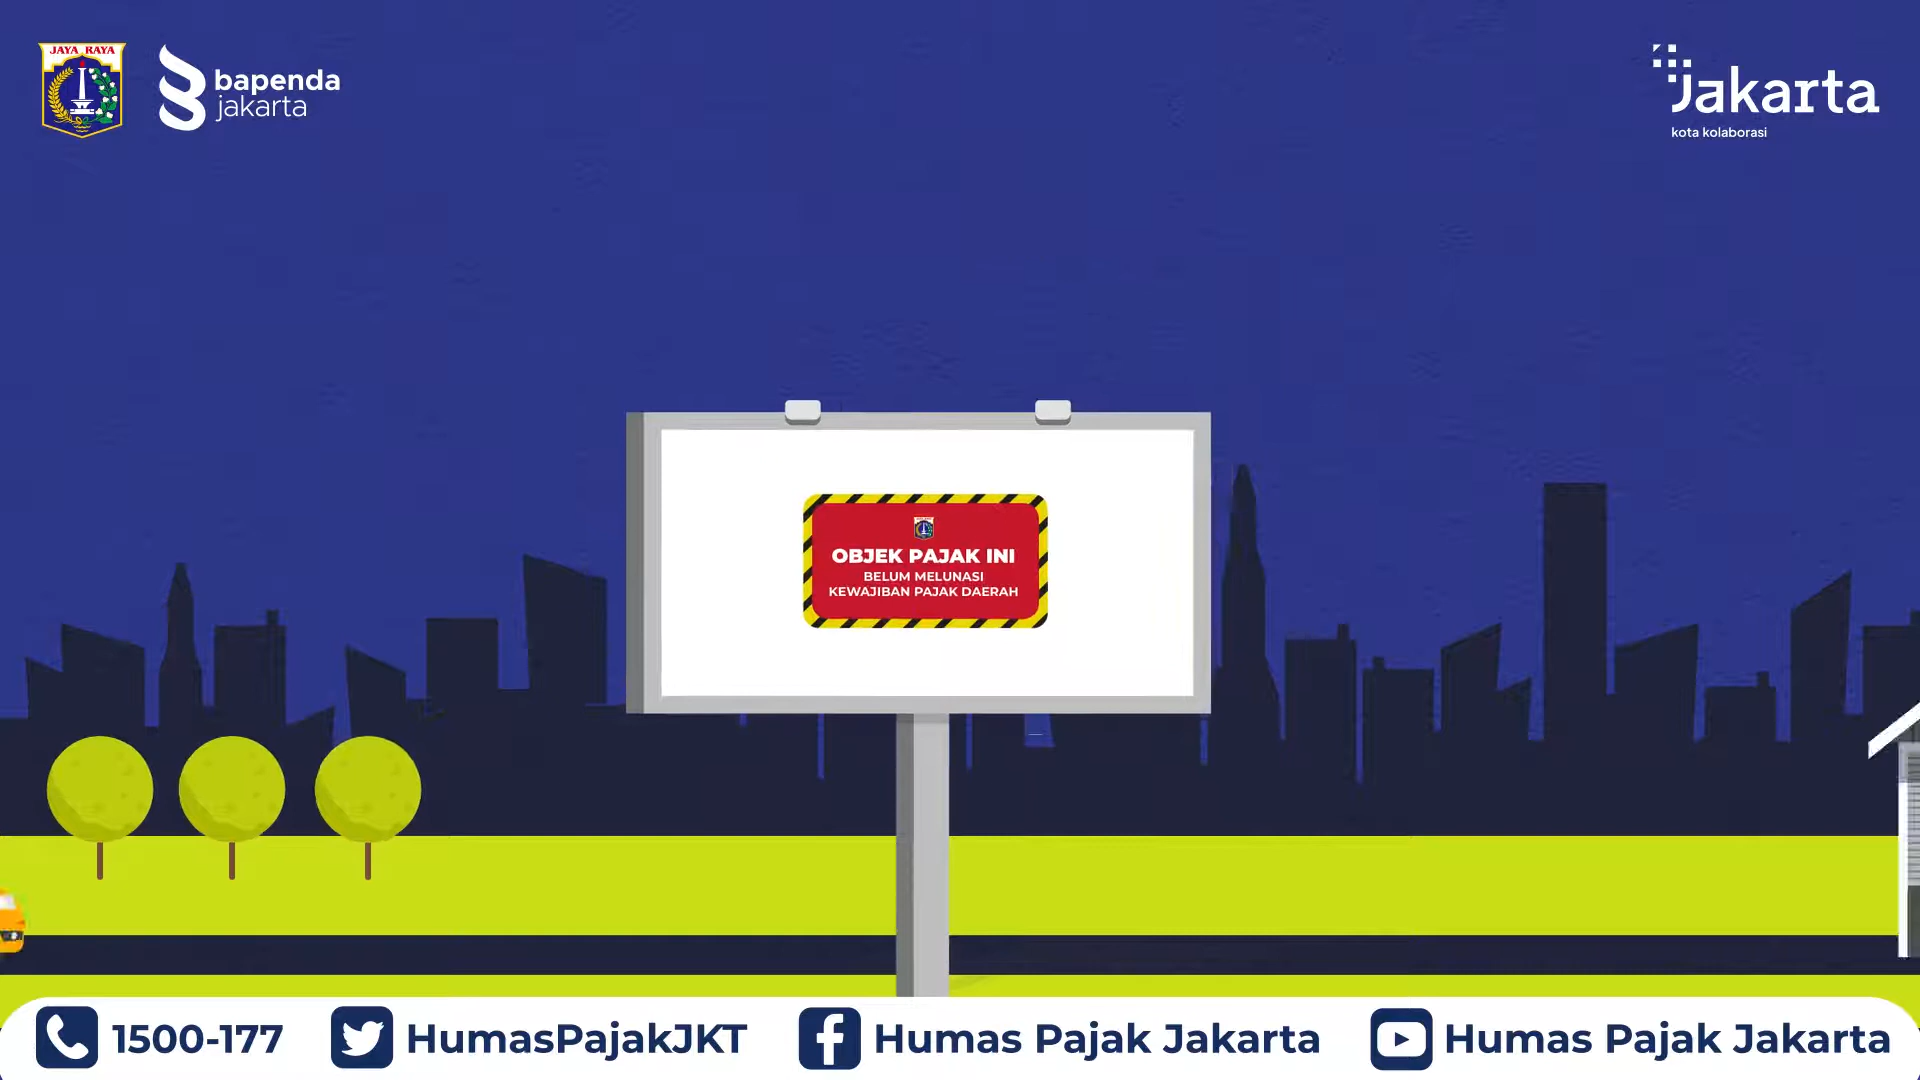 JAYA RAYA
bapenda
jakarta
Jakarta
kota kolaborasi
OBJEK PAJAK INI
BELUM MELUNASI
KEWAJIBAN PAJAK DAERAH
1500-177
HumasPajakJKT
Humas Pajak Jakarta
Humas Pajak Jakarta